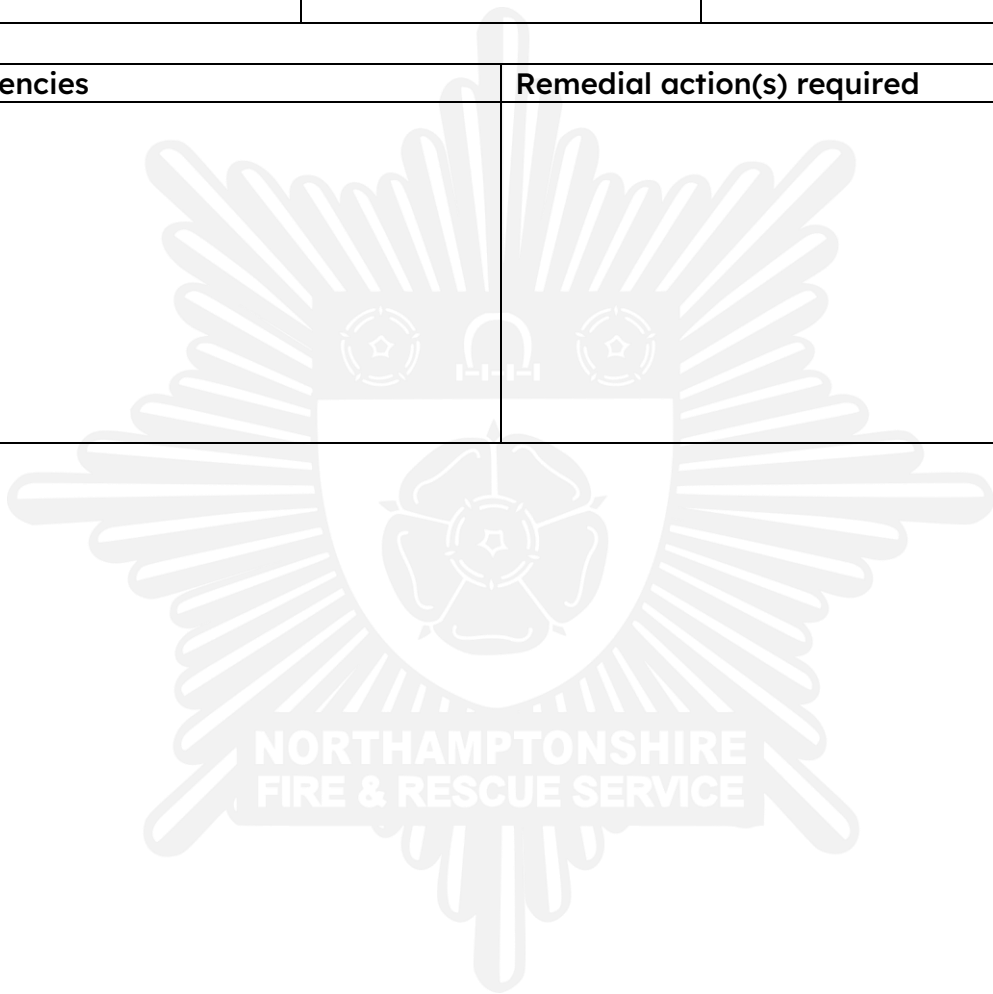 encies
Remedial action(s) required
NORTHAMPTONSHIRE
FIRE & RESCUE SERVICE